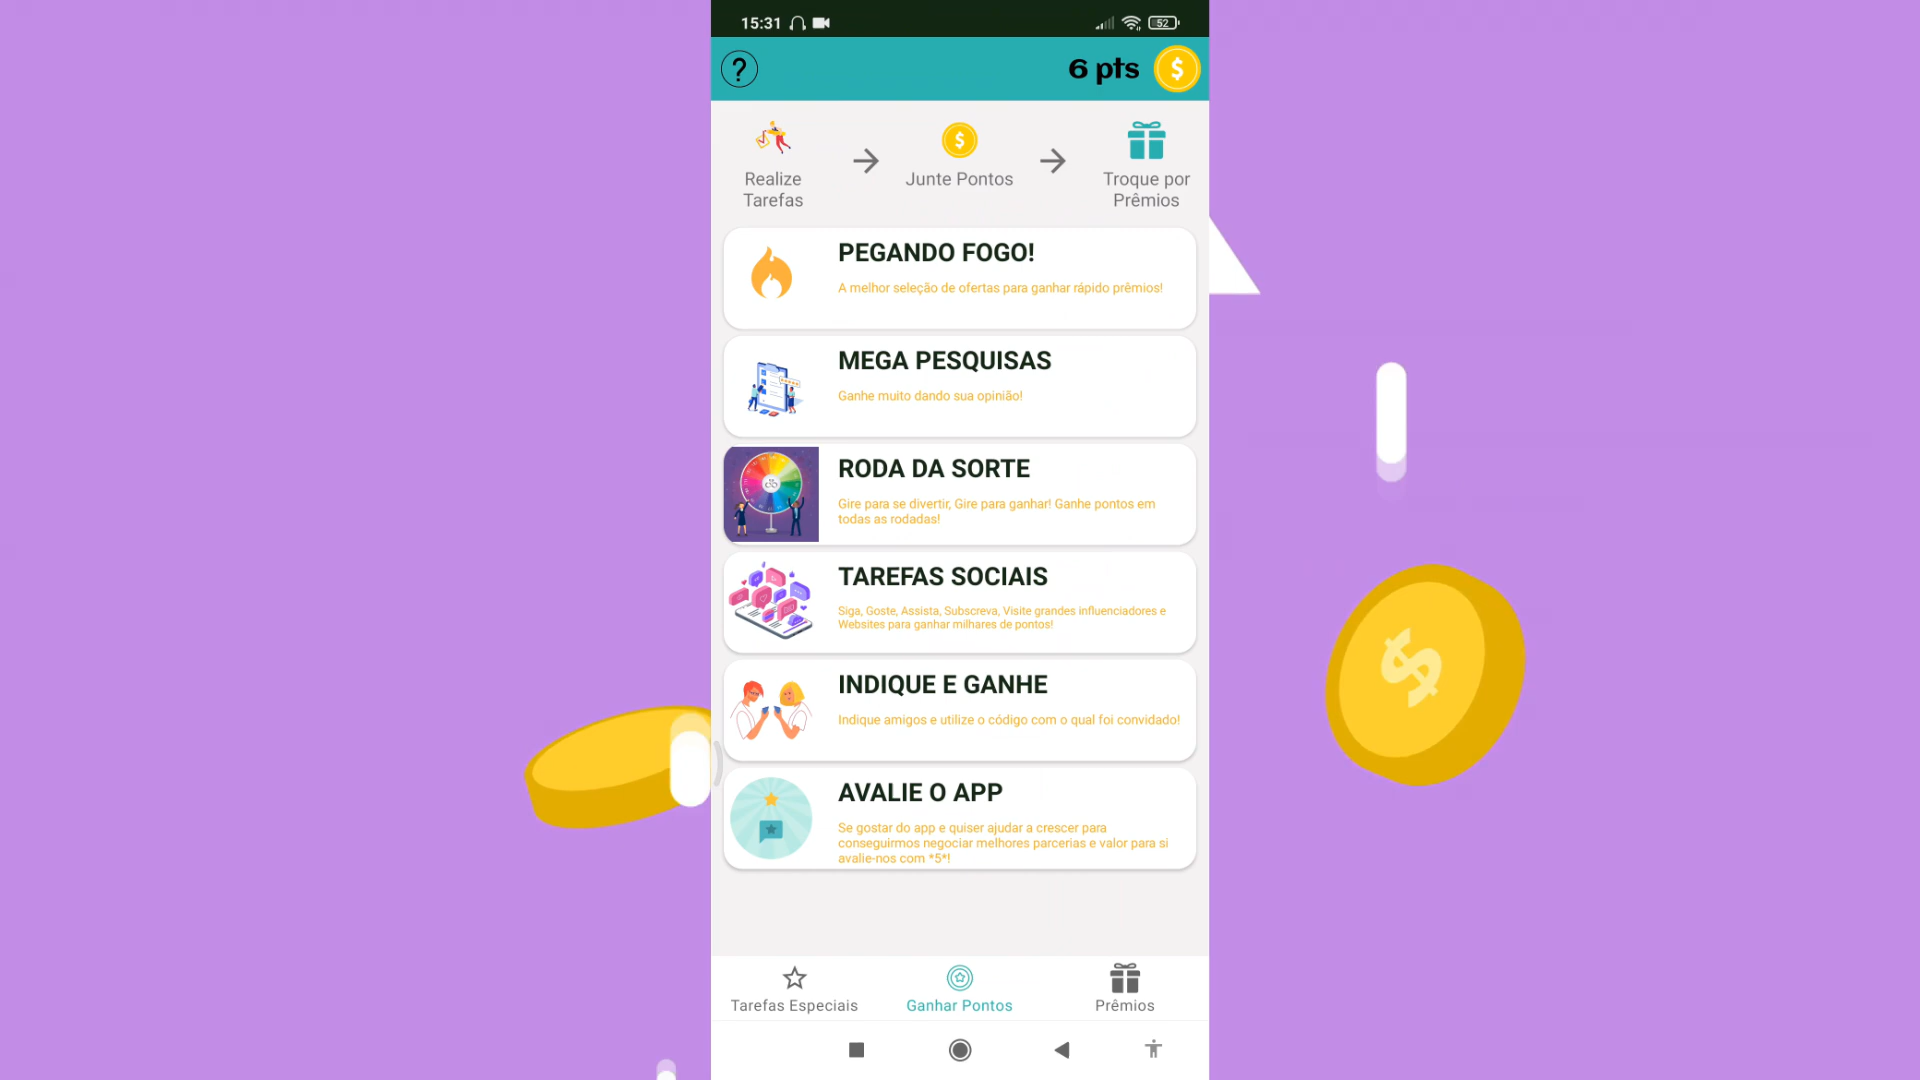 15:31
52
?
6 pts
$
$
Realize
Tarefas
Junte Pontos
Troque por
Prêmios
PEGANDO FOGO!
A melhor seleção de ofertas para ganhar rápido prêmios!
MEGA PESQUISAS
Ganhe muito dando sua opinião!
RODA DA SORTE
Gire para se divertir, Gire para ganhar! Ganhe pontos em
todas as rodadas!
TAREFAS SOCIAIS
Siga, Goste, Assista, Subscreva, Visite grandes influenciadores e
Websites para ganhar milhares de pontos!
INDIQUE E GANHE
Indique amigos e utilize o código com o qual foi convidado!
AVALIE O APP
Se gostar do app e quiser ajudar a crescer para
conseguirmos negociar melhores parcerias e valor para si
avalie-nos com *5*!
$
Tarefas Especiais
Ganhar Pontos
Prêmios